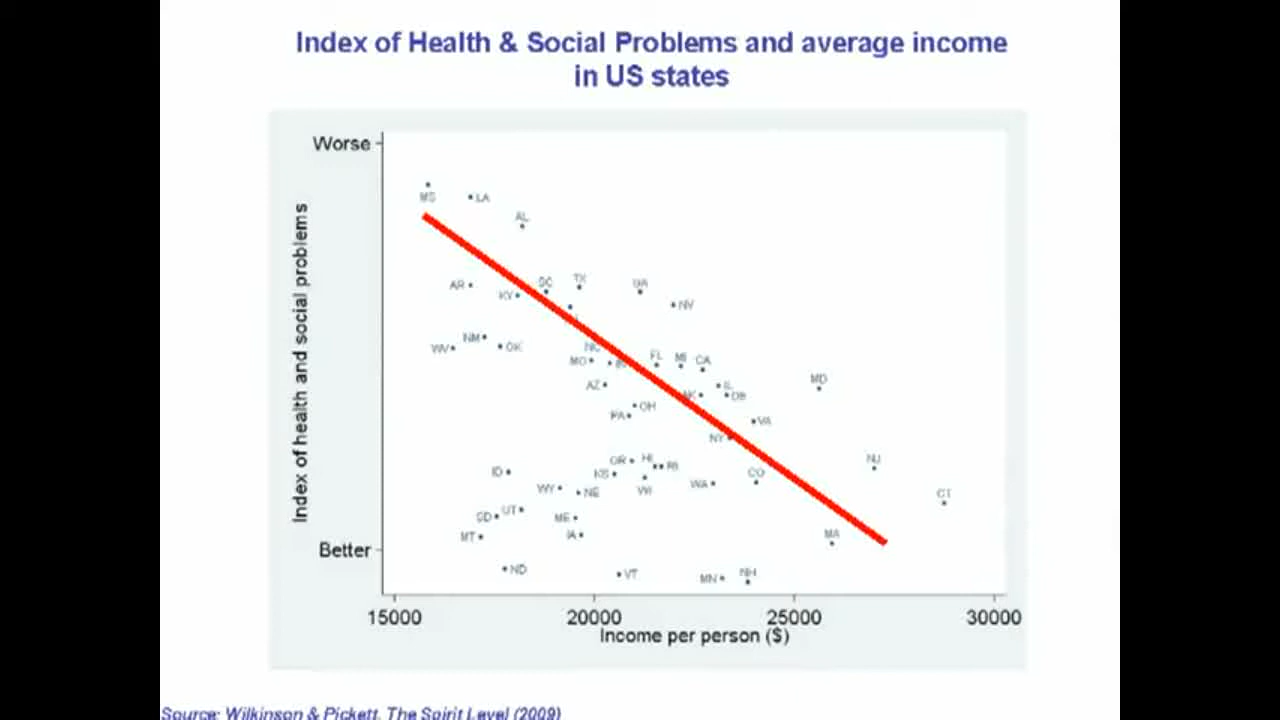 Index of Health & Social Problems and average income
in US states
Worse
Index of health and social problems
Better
MS
LA
AL
AR
KY
SC
TX
GA
NV
WV
NM
OK
NC
MO
IN
FL
MI
CA
AZ
IL
MD
PA
OH
VA
NY
ID
OR
HI
RI
KS
WI
WA
CO
NJ
CT
WY
NE
SD
UT
ME
MT
IA
MA
ND
VT
MN
NH
15000
20000
25000
30000
Income per person ($)
Source: Wilkinson & Pickett, The Spirit Level (2009)